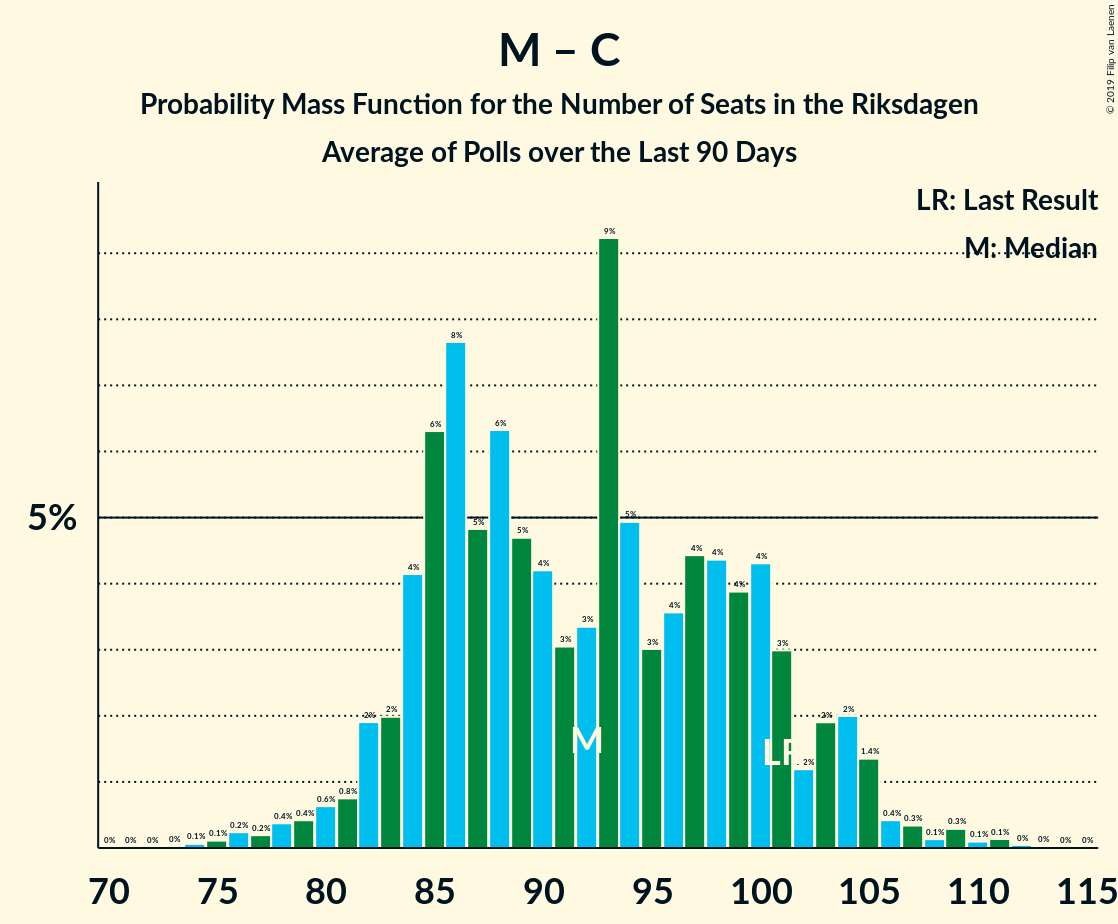 M – C
Probability Mass Function for the Number of Seats in the Riksdagen
Average of Polls over the Last 90 Days
© 2019 Filip van Laenen
LR: Last Result
M: Median
5%
0% 0% 0% 0% 0.1% 0.1% 0.2% 0.2% 0.4% 0.4% 0.6% 0.8% 2% 2% 4% 6% 8% 5% 6% 5% 4% 3% 3% 9% 5% 3% 4% 4% 4% 4% 4% 3% 2% 2% 2% 1.4% 0.4% 0.3% 0.1% 0.3% 0.1% 0.1% 0% 0% 0% 0%
M LR
70 75 80 85 90 95 100 105 110 115